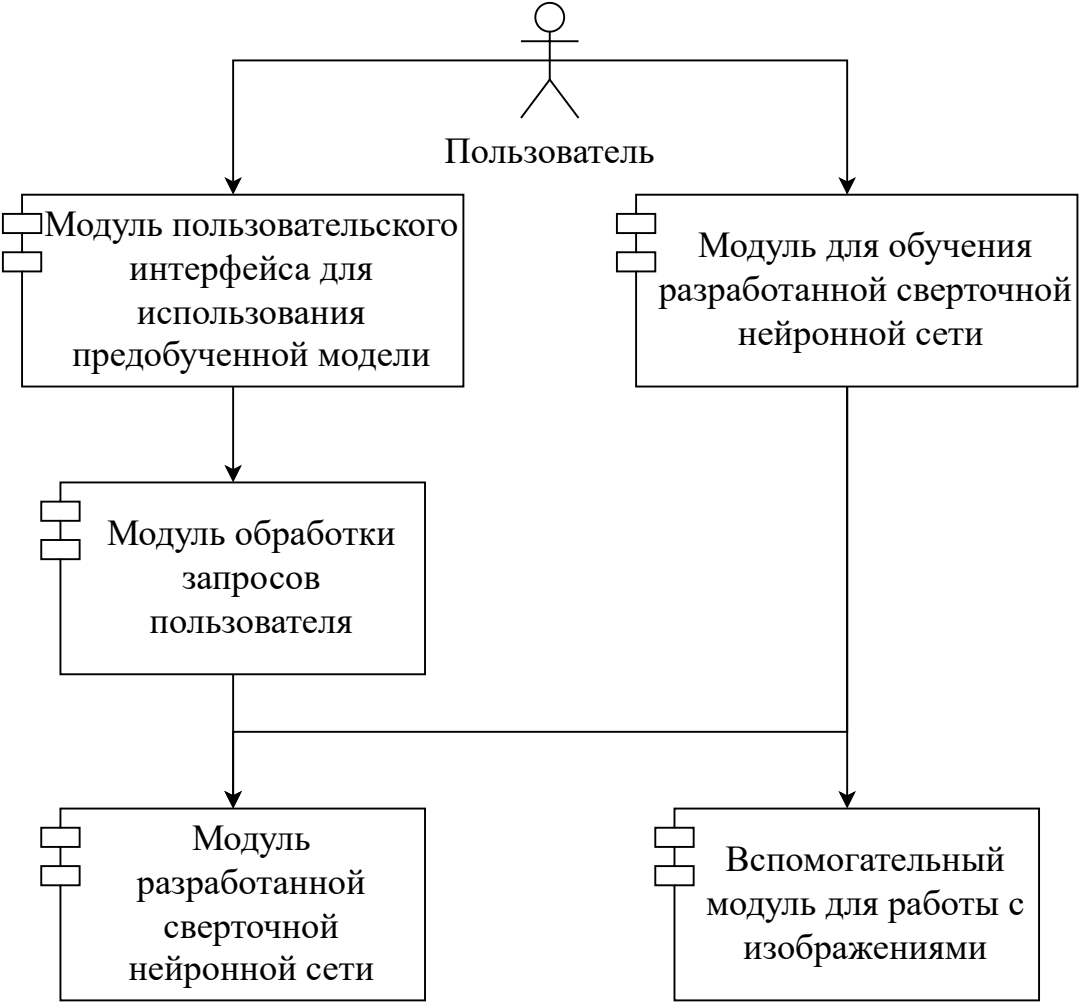 Пользователь
Модуль пользовательского
интерфейса для
использования
предобученной модели
Модуль для обучения
разработанной сверточной
нейронной сети
Модуль обработки
запросов
пользователя
Модуль
разработанной
сверточной
нейронной сети
Вспомогательный
модуль для работы с
изображениями